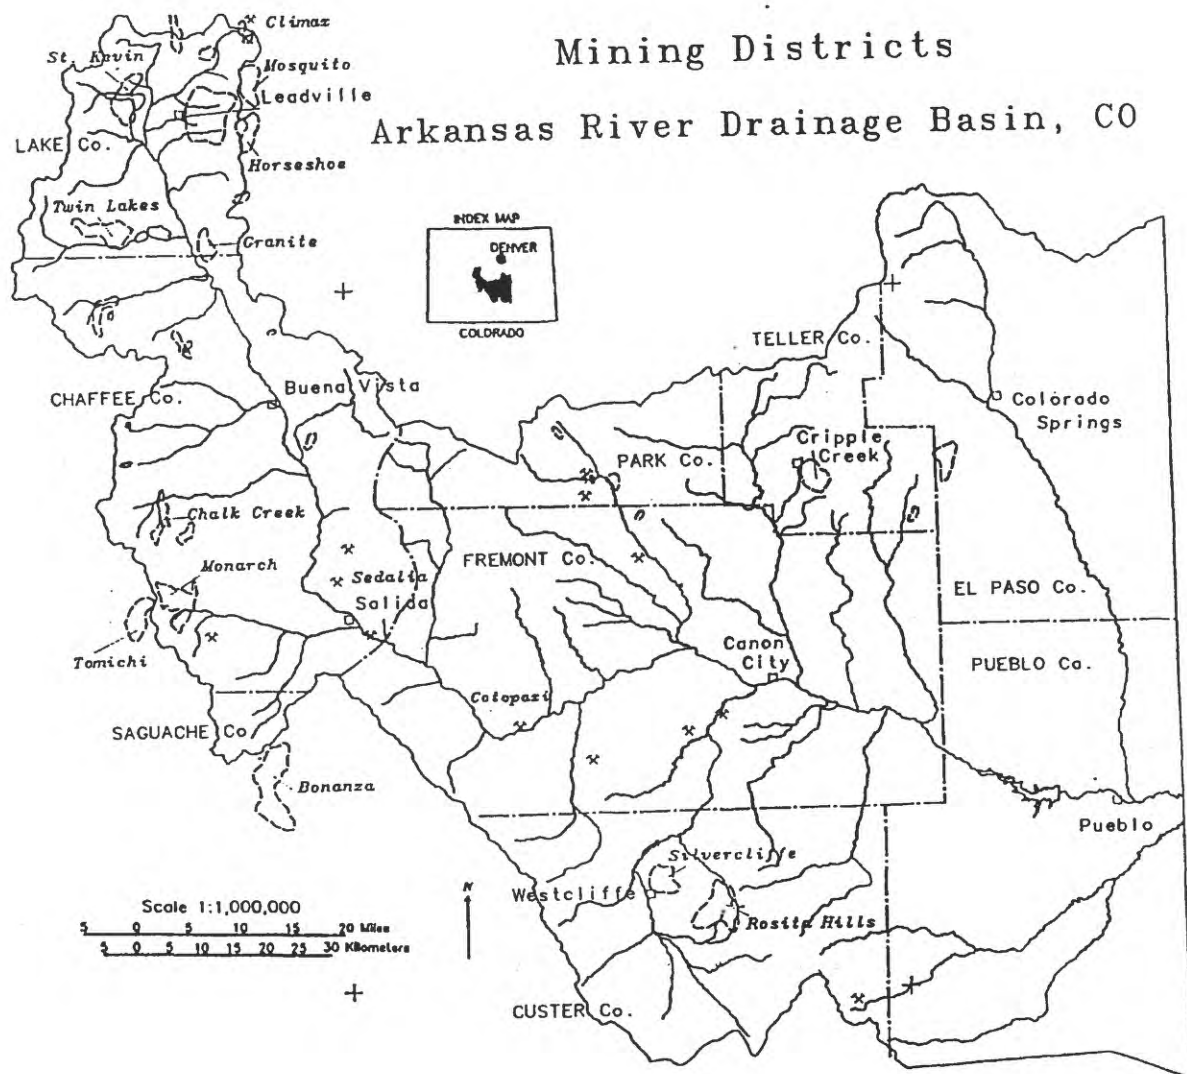 Mining Districts
Arkansas River Drainage Basin, CO
Climax
St. Kevin
Mosquito
Leadville
LAKE Co.
Horseshoe
Twin Lakes
Granite
INDEX MAP
DENVER
COLORADO
TELLER Co.
CHAFFEE Co.
Buena Vista
Colorado
Springs
Cripple
Creek
PARK Co.
Chalk Creek
Monarch
Sedalia
Salida
FREMONT Co.
EL PASO Co.
Tomichi
Canon
City
PUEBLO Co.
Cotopaxi
SAGUACHE Co
Bonanza
Pueblo
Silvercliffe
Westcliffe
Rosita Hills
N
Scale 1:1,000,000
5 0 5 10 15 20 Miles
5 0 5 10 15 20 25 30 Kilometers
CUSTER Co.